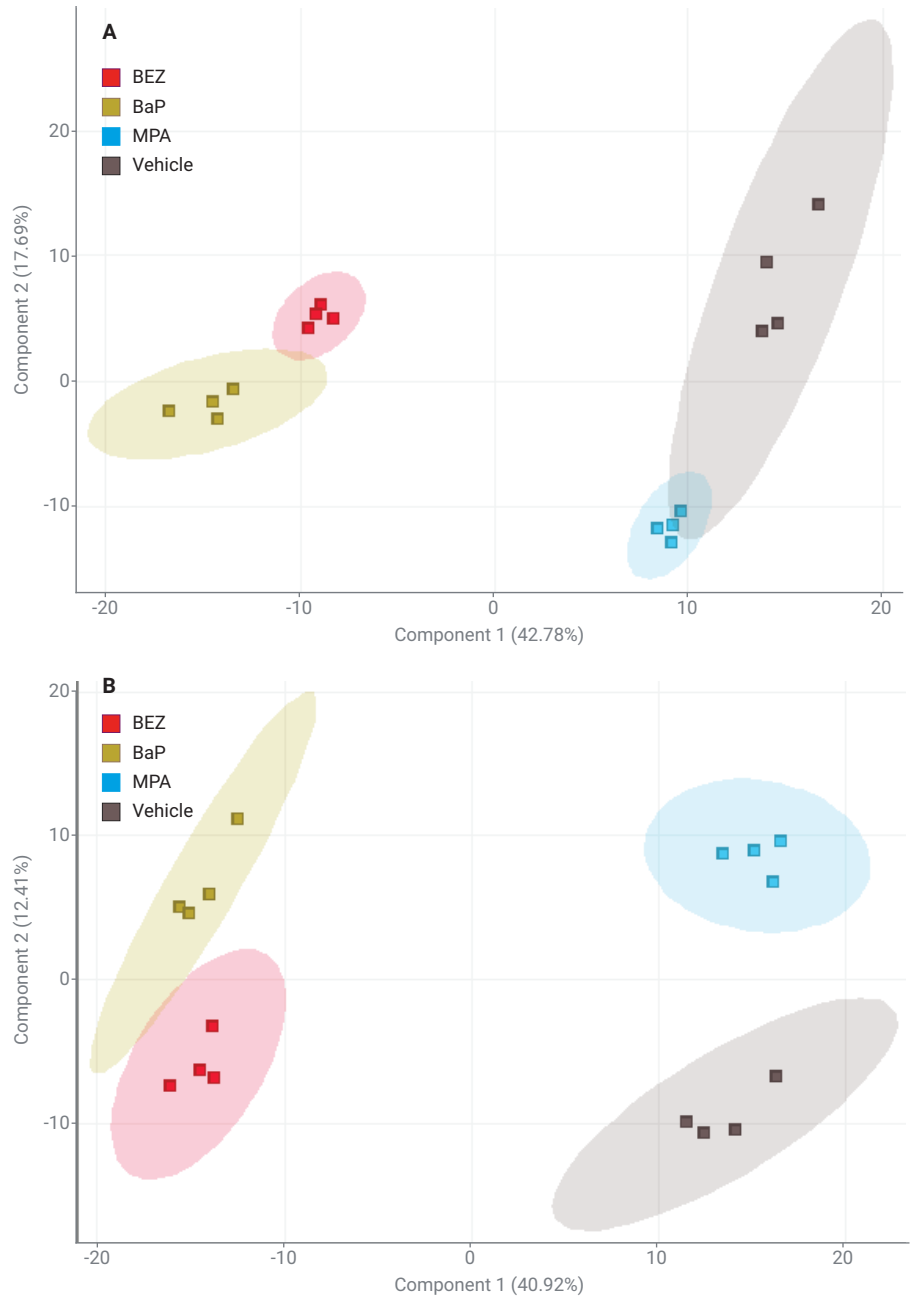 A
BEZ
BaP
MPA
Vehicle
20
10
0
-10
Component 2 (17.69%)
-20 -10 0 10 20
Component 1 (42.78%)
B
BEZ
BaP
MPA
Vehicle
20
10
0
-10
Component 2 (12.41%)
-20 -10 0 10 20
Component 1 (40.92%)